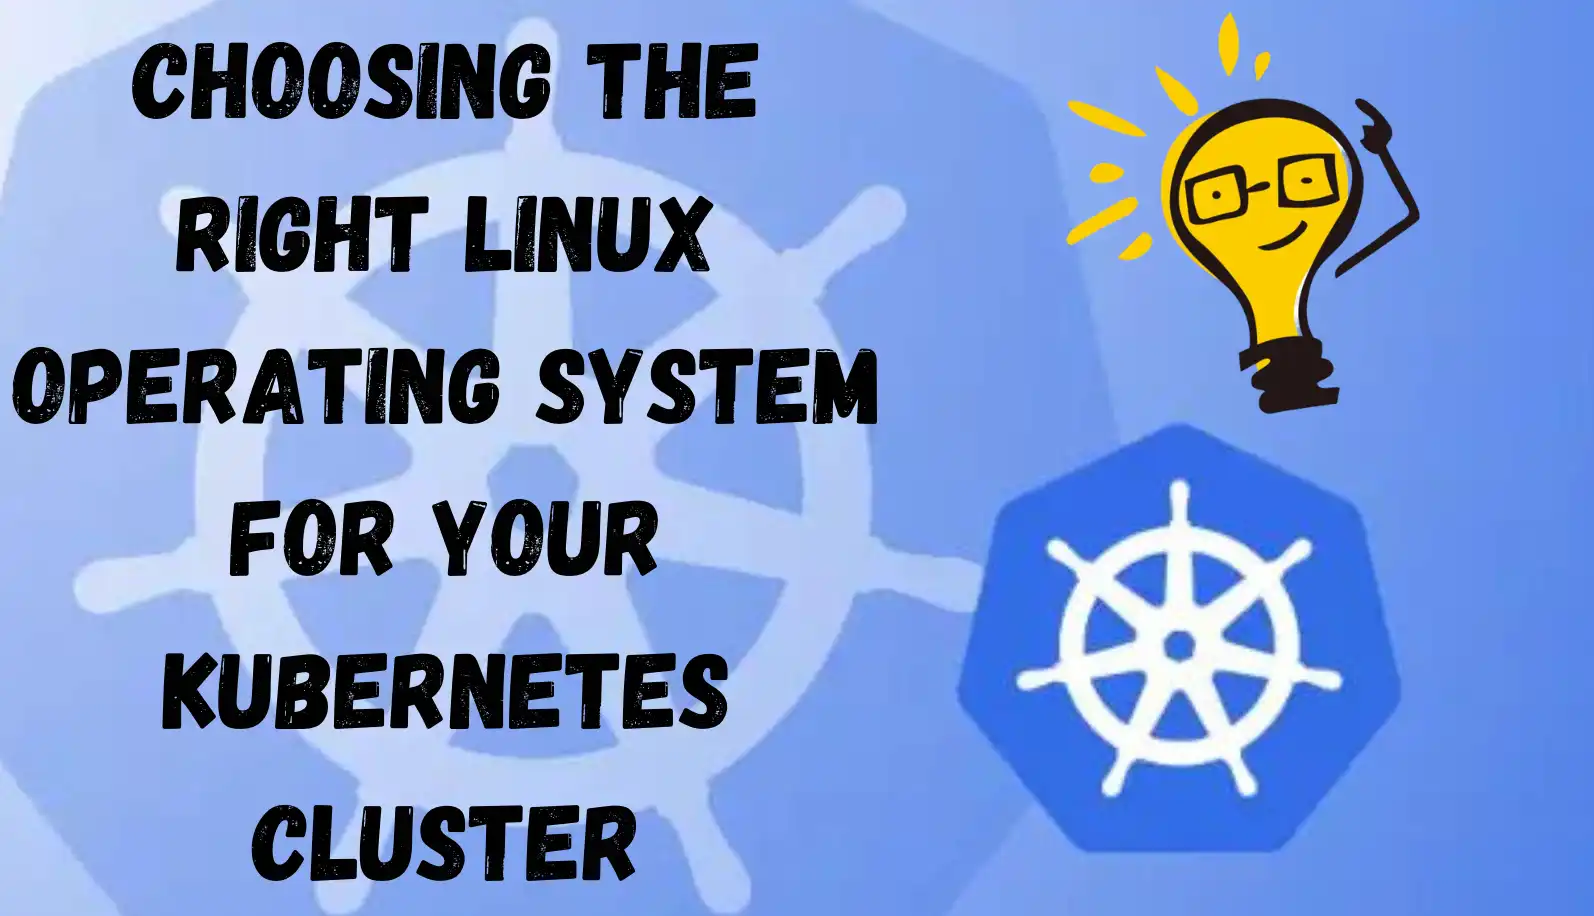 CHOOSING THE
RIGHT LINUX
OPERATING SYSTEM
FOR YOUR
KUBERNETES
CLUSTER